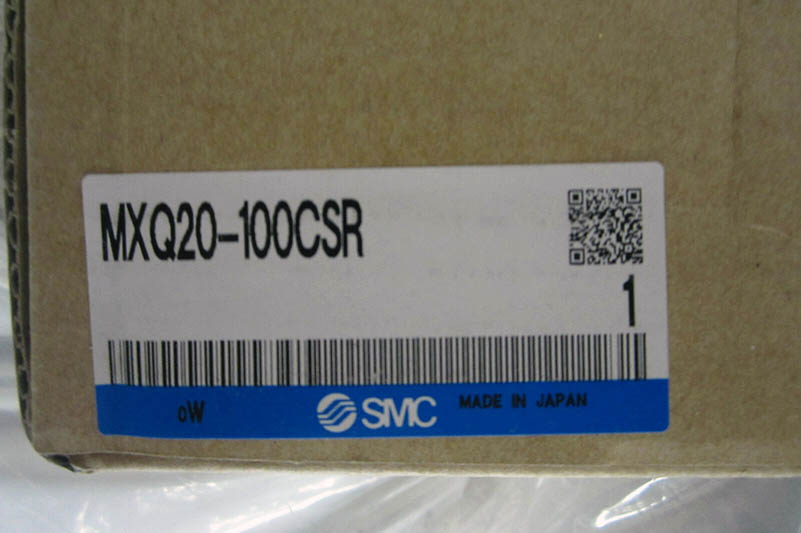 MXQ20-100CSR
1
oW
SMC MADE IN JAPAN